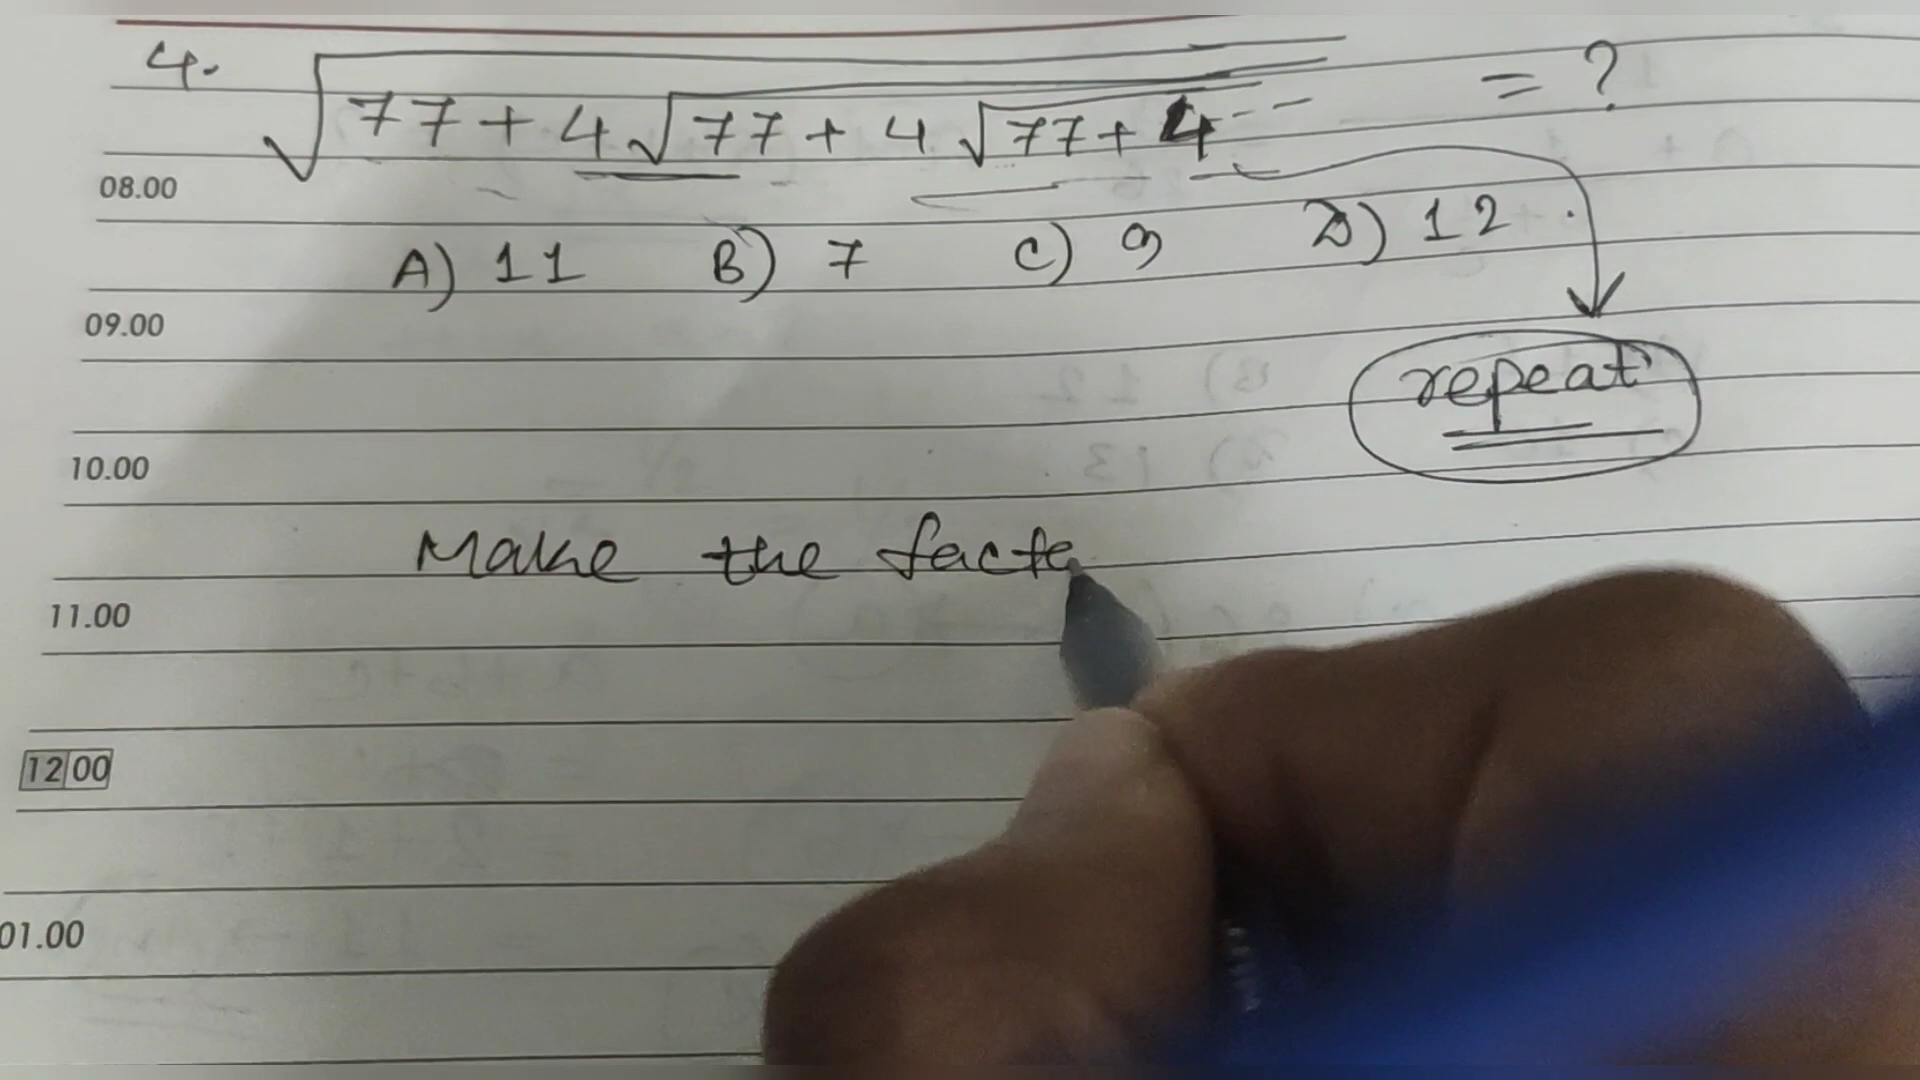 4. √77 + 4√77 + 4√77 + 4 --- = ?
08.00
A) 11 B) 7 C) 9 D) 12
09.00
repeat
10.00
Make the facto
11.00
12 00
01.00